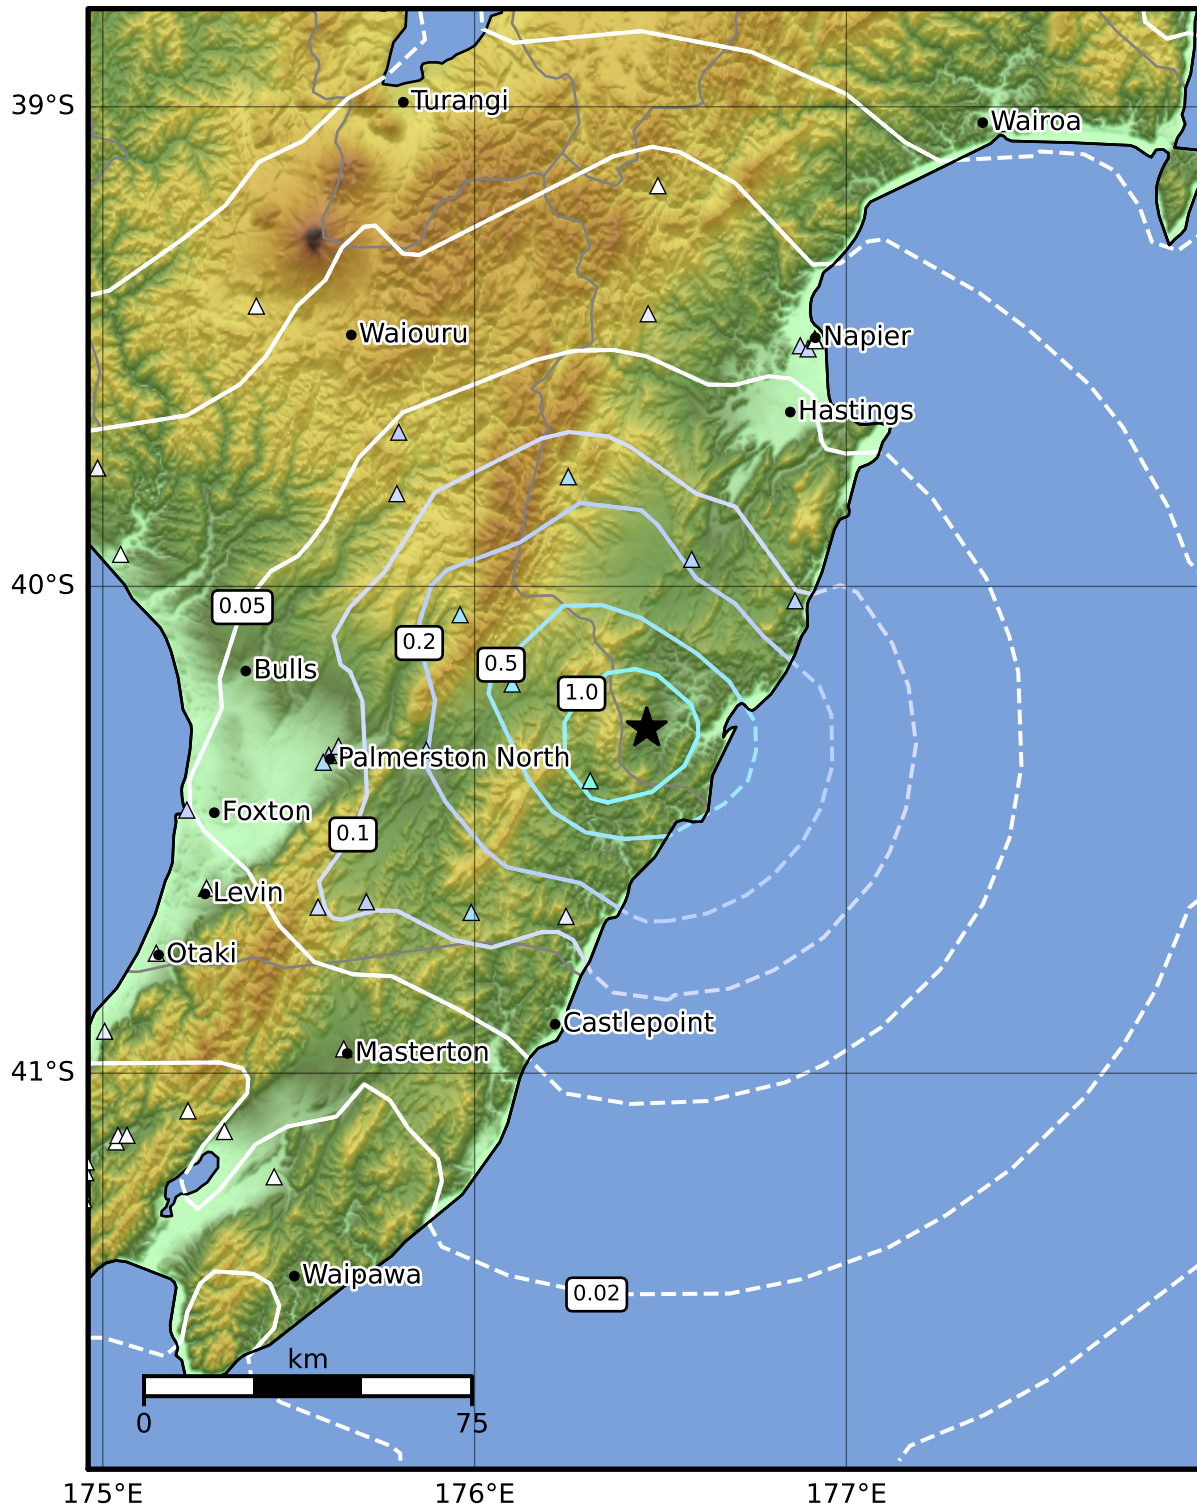 39°S
Turangi
Wairoa
Waiouru
Napier
Hastings
40°S
0.05
0.2
0.5
Bulls
1.0
Palmerston North
Foxton
0.1
Levin
Otaki
Castlepoint
Masterton
41°S
Waipawa
0.02
km
0
75
175°E
176°E
177°E